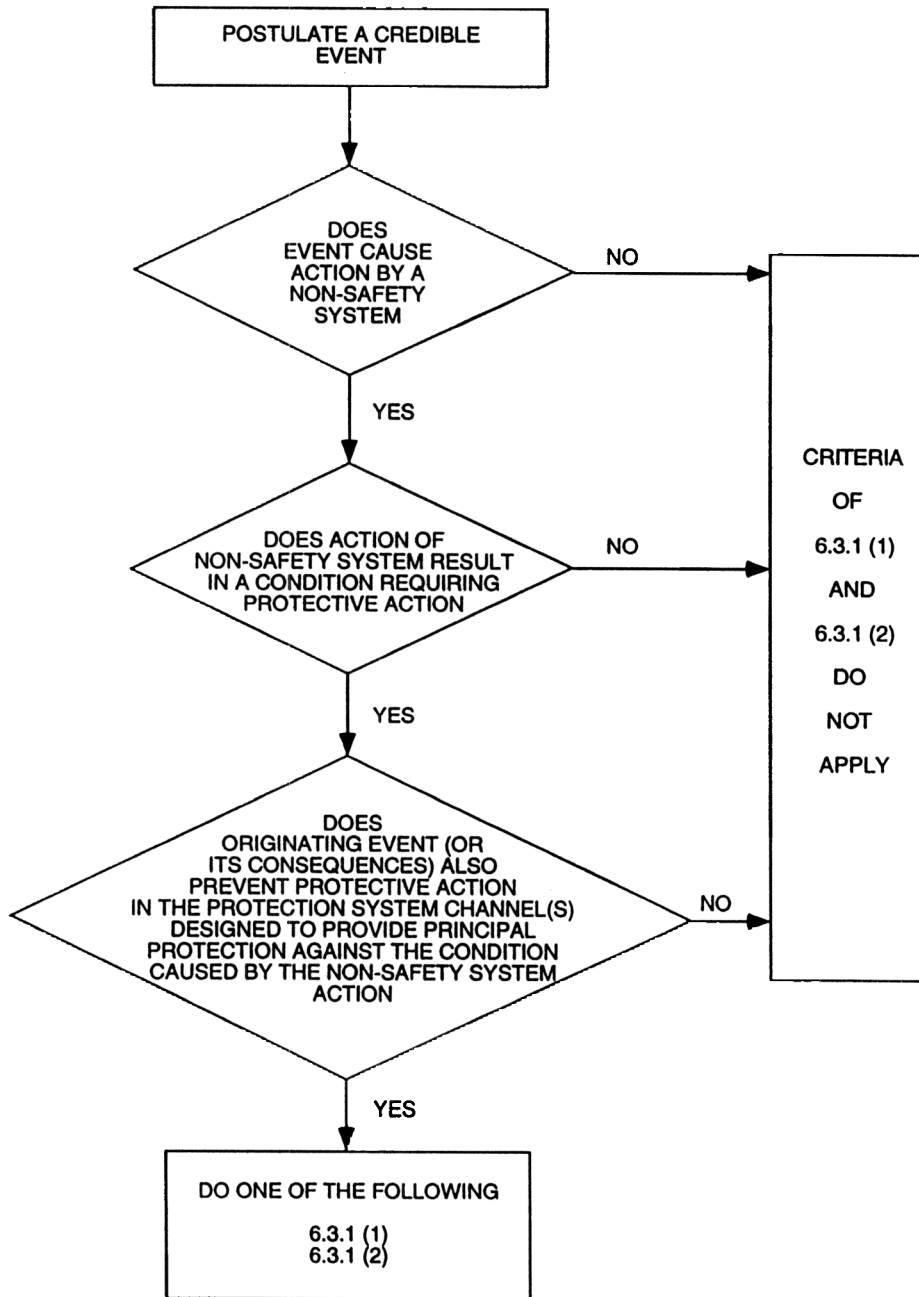 POSTULATE A CREDIBLE
EVENT
DOES
EVENT CAUSE
ACTION BY A
NON-SAFETY
SYSTEM
NO
YES
DOES ACTION OF
NON-SAFETY SYSTEM RESULT
IN A CONDITION REQUIRING
PROTECTIVE ACTION
NO
YES
DOES
ORIGINATING EVENT (OR
ITS CONSEQUENCES) ALSO
PREVENT PROTECTIVE ACTION
IN THE PROTECTION SYSTEM CHANNEL(S)
DESIGNED TO PROVIDE PRINCIPAL
PROTECTION AGAINST THE CONDITION
CAUSED BY THE NON-SAFETY SYSTEM
ACTION
NO
YES
DO ONE OF THE FOLLOWING
6.3.1 (1)
6.3.1 (2)
CRITERIA
OF
6.3.1 (1)
AND
6.3.1 (2)
DO
NOT
APPLY